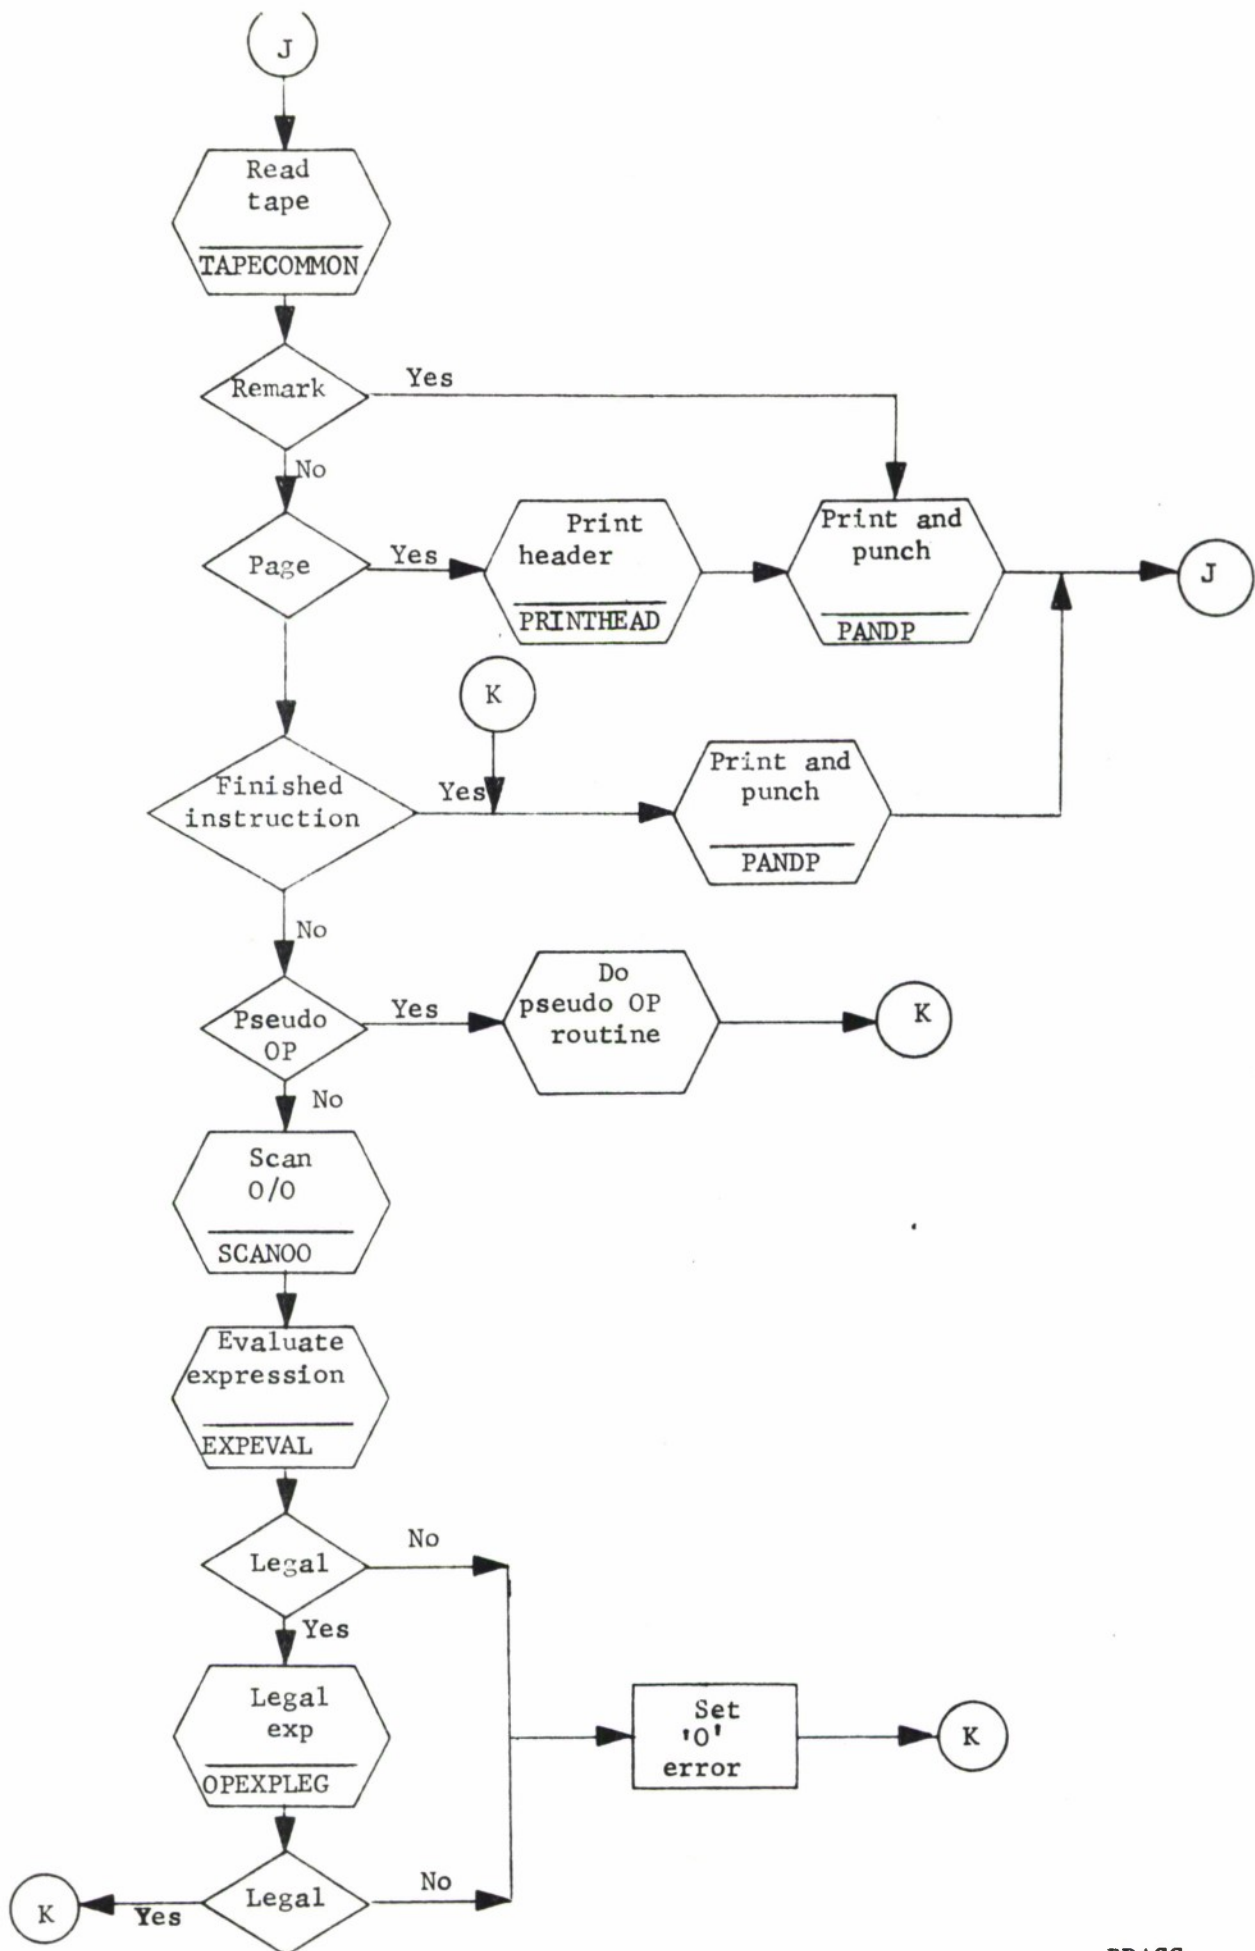 J
Read
tape
TAPECOMMON
Remark
Yes
No
Page
Yes
Print
header
PRINTHEAD
Print and
punch
PANDP
J
K
Finished
instruction
Yes
Print and
punch
PANDP
No
Pseudo
OP
Yes
Do
pseudo OP
routine
K
No
Scan
O/O
SCANOO
Evaluate
expression
EXPEVAL
Legal
No
Yes
Legal
exp
OPEXPLEG
Set
'O'
error
K
Legal
No
Yes
K